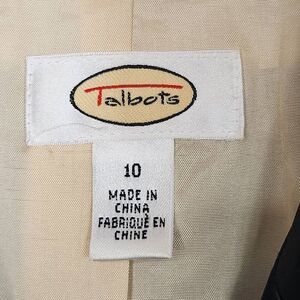 Talbots
10
MADE IN
CHINA
FABRIQUÉ EN
CHINE